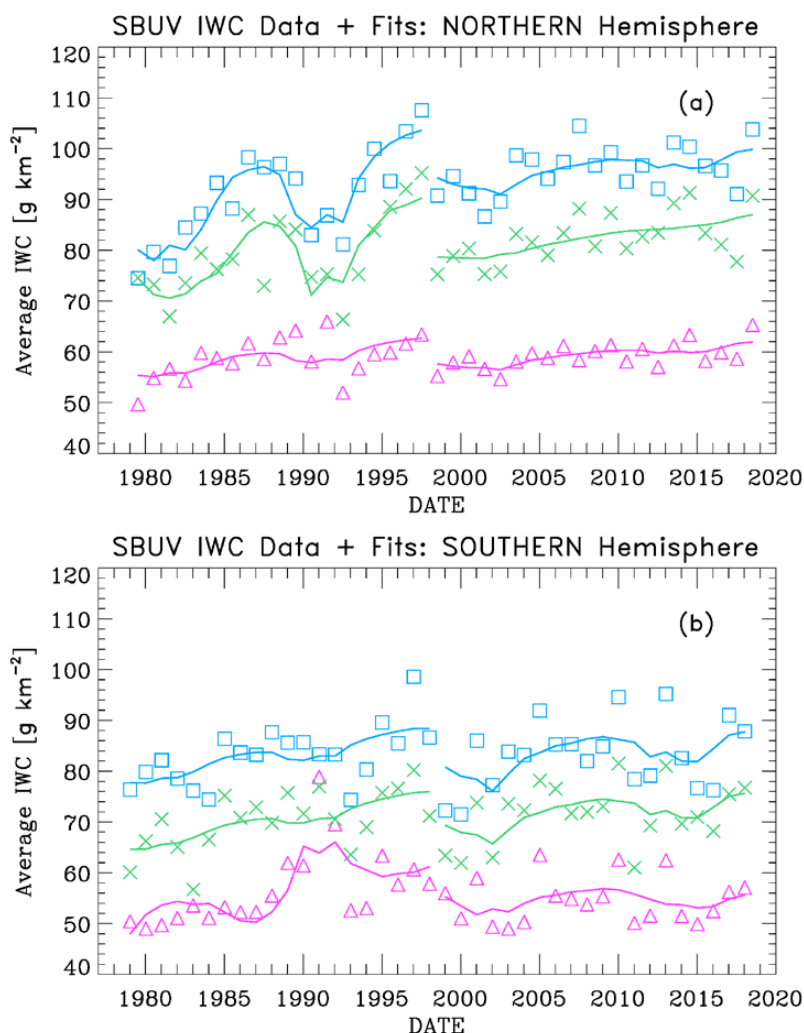 SBUV IWC Data + Fits: NORTHERN Hemisphere
120
(a)
110
100
90
80
70
60
50
40
Average IWC [g km⁻²]
1980 1985 1990 1995 2000 2005 2010 2015 2020
DATE
SBUV IWC Data + Fits: SOUTHERN Hemisphere
120
(b)
110
100
90
80
70
60
50
40
Average IWC [g km⁻²]
1980 1985 1990 1995 2000 2005 2010 2015 2020
DATE